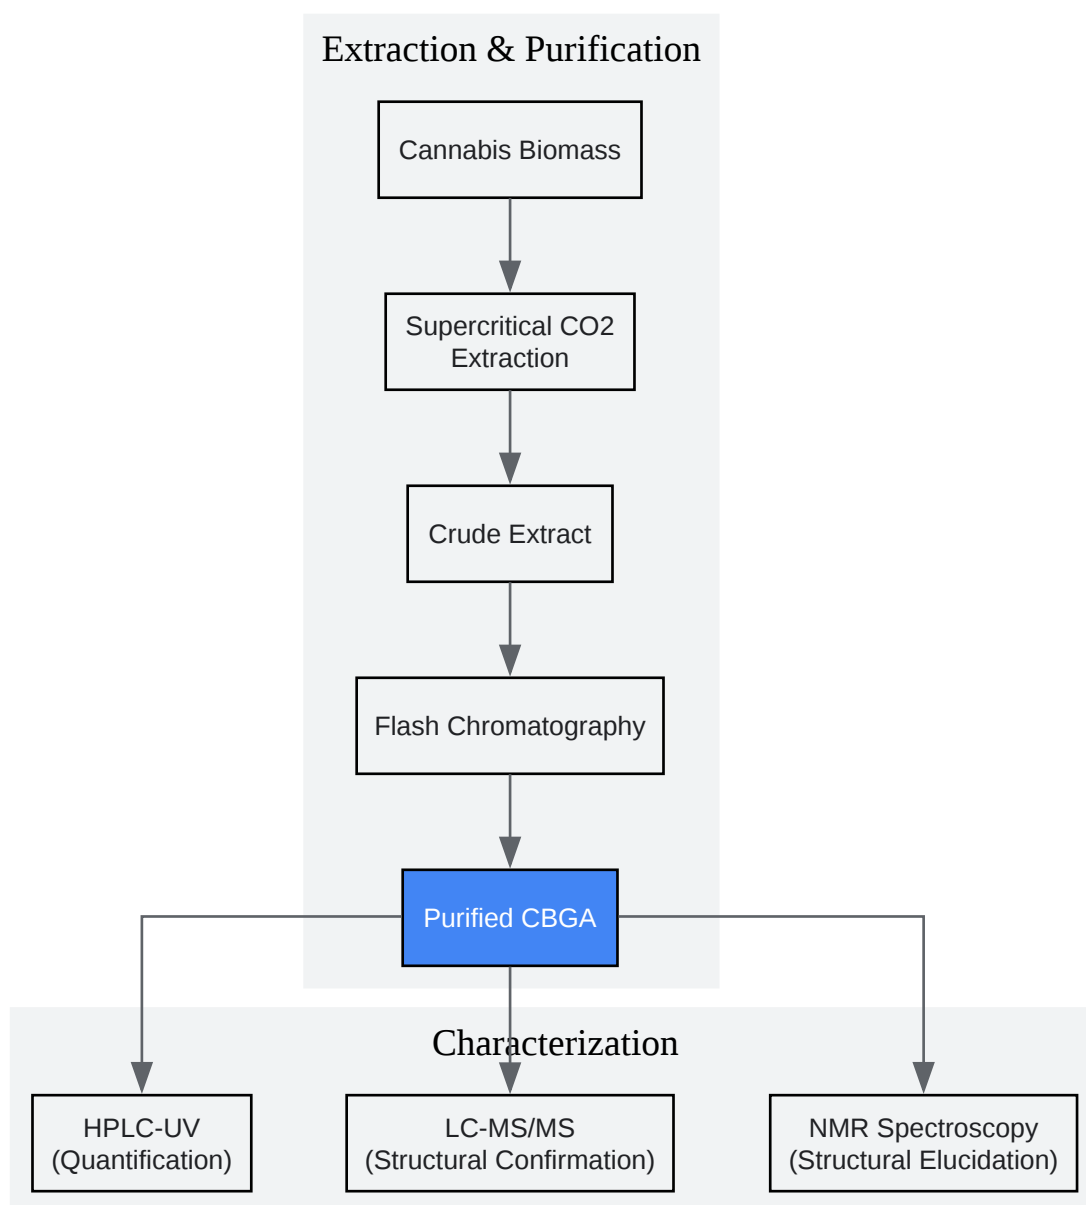 Extraction & Purification
Cannabis Biomass
Supercritical CO2
Extraction
Crude Extract
Flash Chromatography
Purified CBGA
Characterization
HPLC-UV
(Quantification)
LC-MS/MS
(Structural Confirmation)
NMR Spectroscopy
(Structural Elucidation)